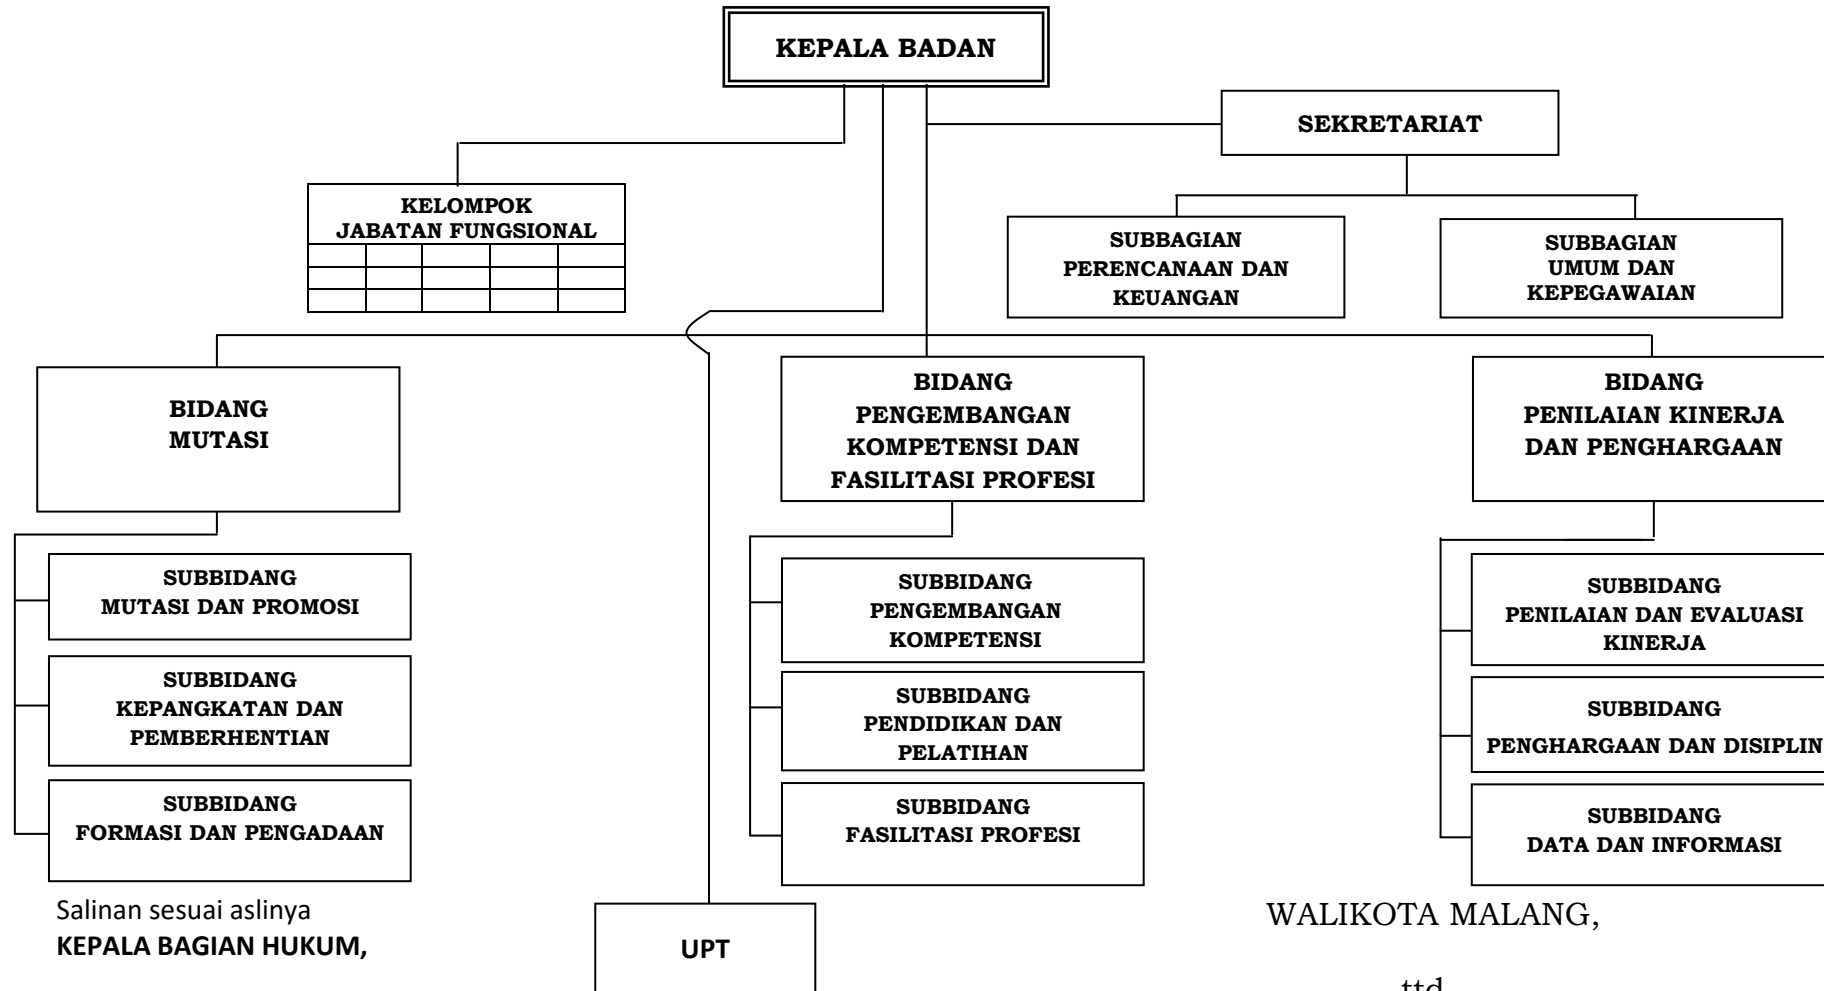 KEPALA BADAN
SEKRETARIAT
KELOMPOK
JABATAN FUNGSIONAL
SUBBAGIAN
PERENCANAAN DAN
KEUANGAN
SUBBAGIAN
UMUM DAN
KEPEGAWAIAN
BIDANG
MUTASI
BIDANG
PENGEMBANGAN
KOMPETENSI DAN
FASILITASI PROFESI
BIDANG
PENILAIAN KINERJA
DAN PENGHARGAAN
SUBBIDANG
MUTASI DAN PROMOSI
SUBBIDANG
KEPANGKATAN DAN
PEMBERHENTIAN
SUBBIDANG
FORMASI DAN PENGADAAN
SUBBIDANG
PENGEMBANGAN
KOMPETENSI
SUBBIDANG
PENDIDIKAN DAN
PELATIHAN
SUBBIDANG
FASILITASI PROFESI
SUBBIDANG
PENILAIAN DAN EVALUASI
KINERJA
SUBBIDANG
PENGHARGAAN DAN DISIPLIN
SUBBIDANG
DATA DAN INFORMASI
Salinan sesuai aslinya
KEPALA BAGIAN HUKUM,
UPT
WALIKOTA MALANG,
ttd